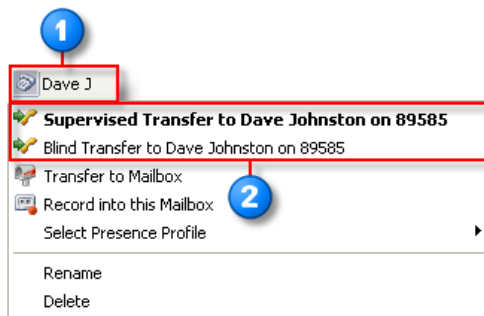 1
Dave J
Supervised Transfer to Dave Johnston on 89585
Blind Transfer to Dave Johnston on 89585
Transfer to Mailbox
Record into this Mailbox
2
Select Presence Profile
Rename
Delete